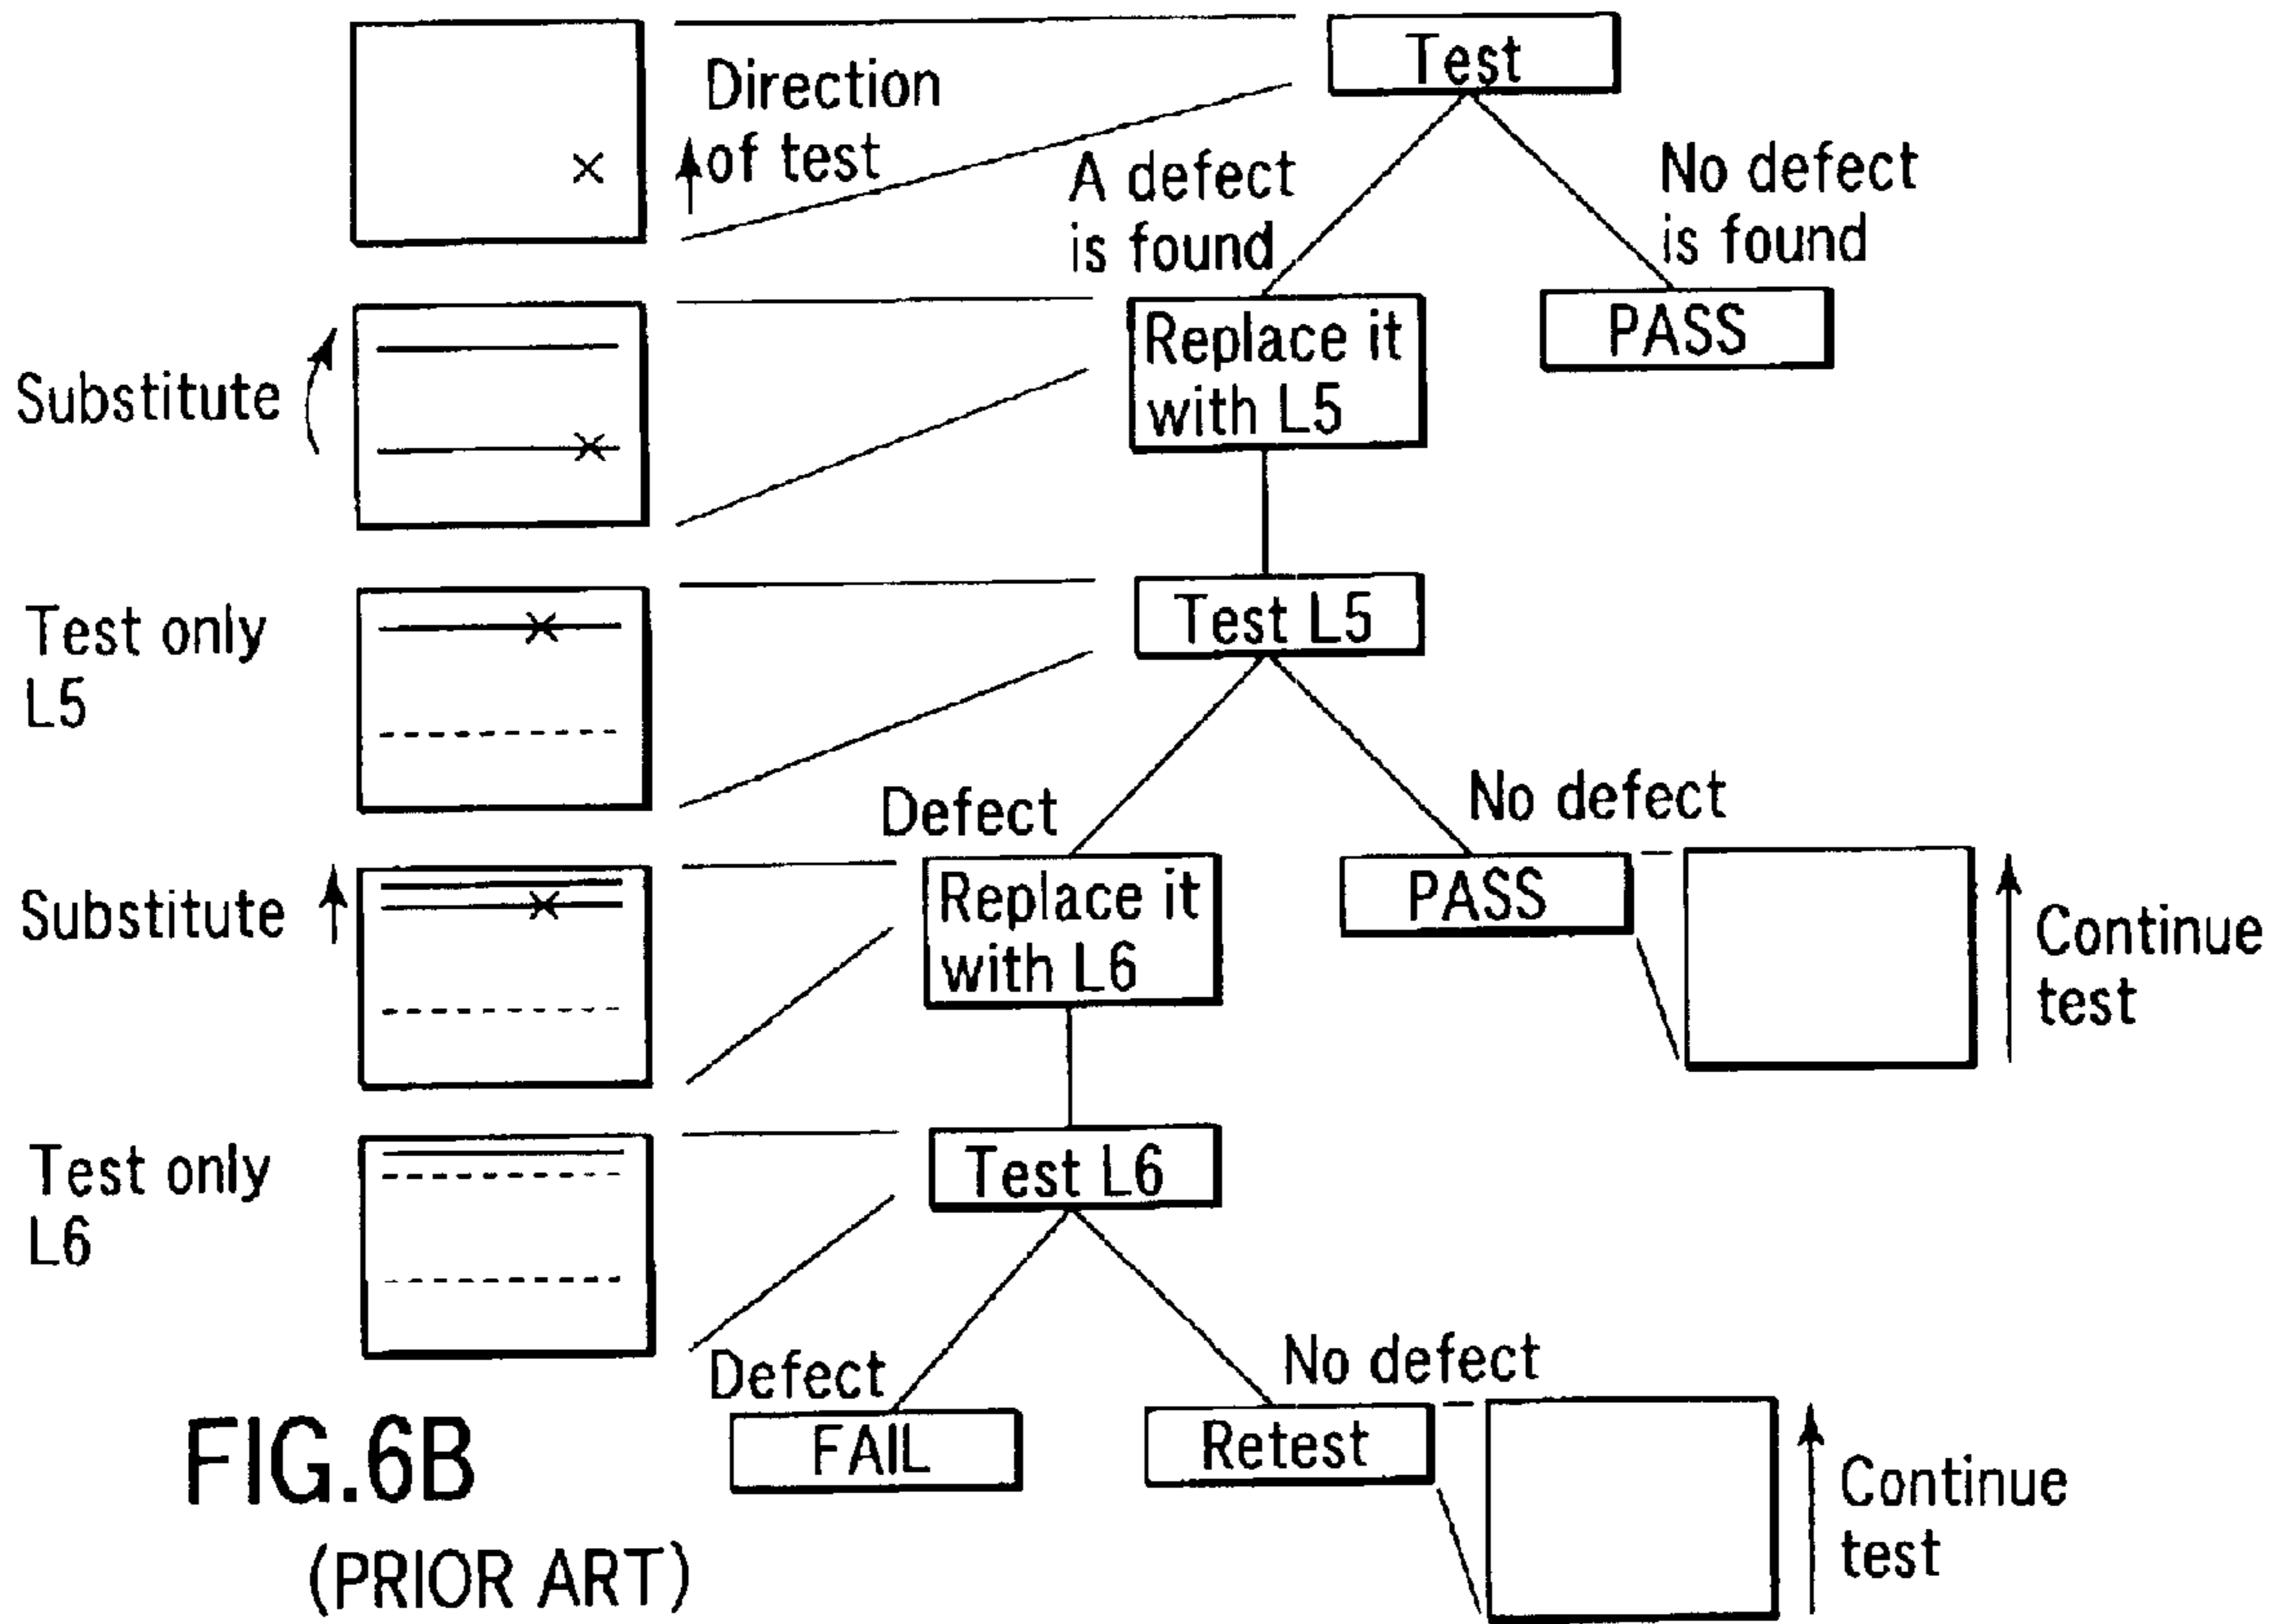 Test
Direction
of test
A defect
is found
No defect
is found
Substitute
Replace it
with L5
PASS
Test only
L5
Test L5
Defect
No defect
Substitute
Replace it
with L6
PASS
Continue
test
Test only
L6
Test L6
Defect
No defect
FAIL
Retest
Continue
test
FIG.6B
(PRIOR ART)